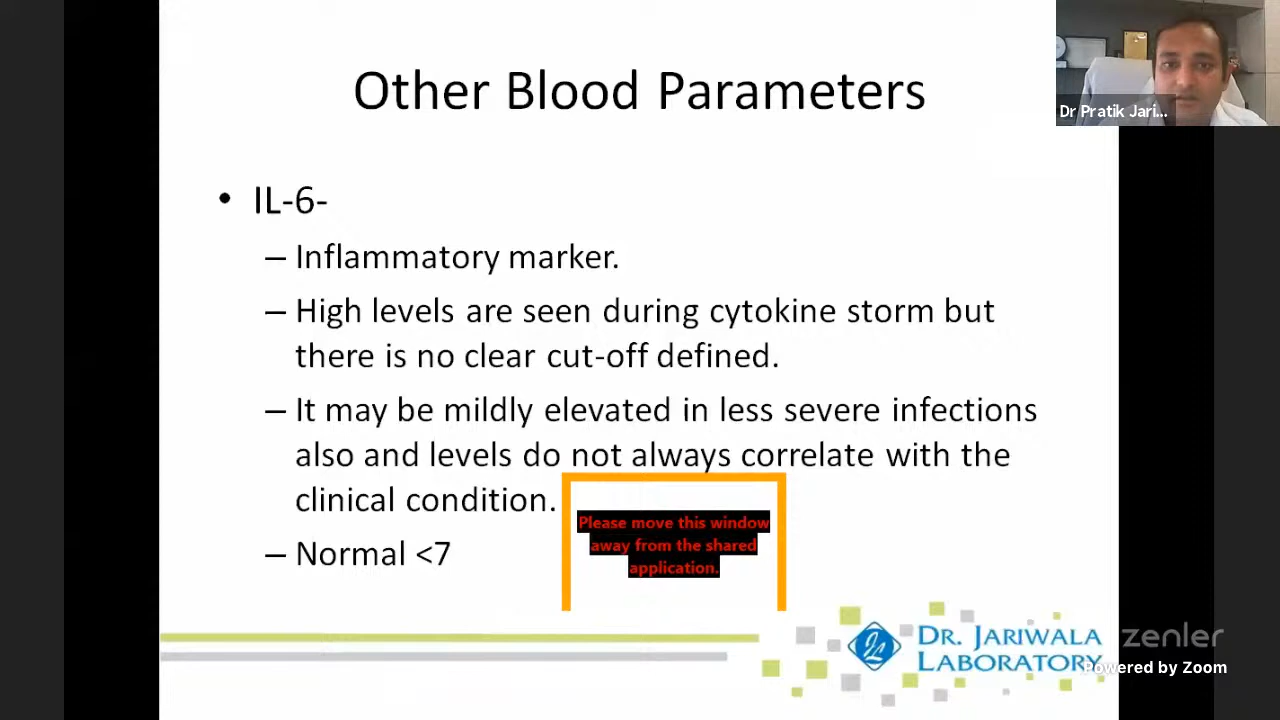 Other Blood Parameters
Dr Pratik Jari...
• IL-6-
– Inflammatory marker.
– High levels are seen during cytokine storm but
there is no clear cut-off defined.
– It may be mildly elevated in less severe infections
also and levels do not always correlate with the
clinical condition.
Please move this window
away from the shared
application.
– Normal <7
DR. JARIWALA
LABORATORY
zenler
Powered by Zoom